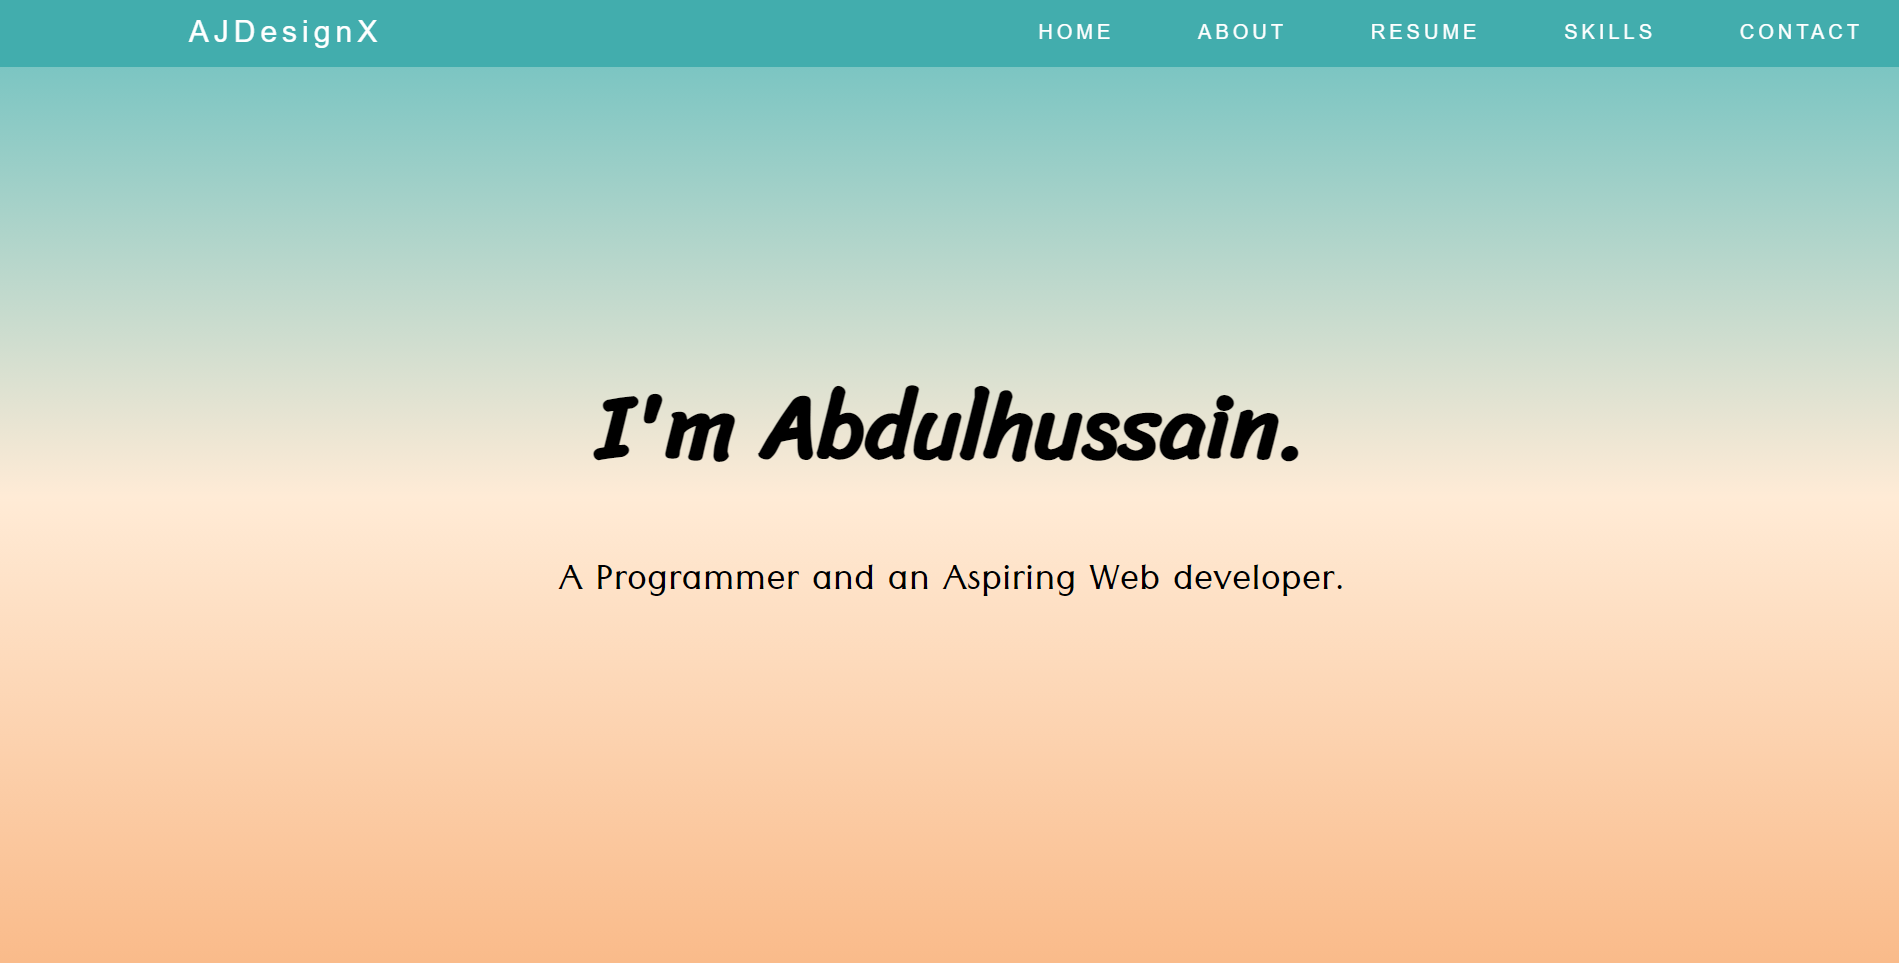 AJDesignX
HOME ABOUT RESUME SKILLS CONTACT
I'm Abdulhussain.
A Programmer and an Aspiring Web developer.